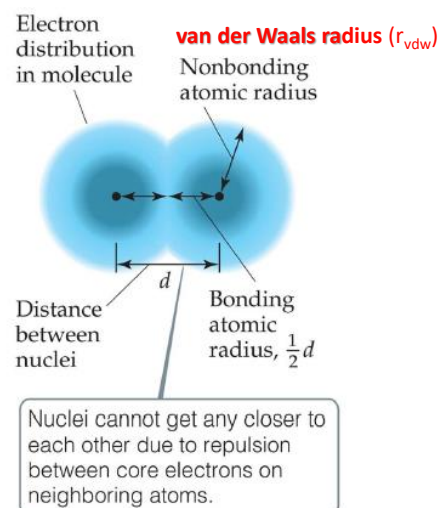 Electron
distribution
in molecule
van der Waals radius (rvdw)
Nonbonding
atomic radius
d
Distance
between
nuclei
Bonding
atomic
radius, 1/2 d
Nuclei cannot get any closer to
each other due to repulsion
between core electrons on
neighboring atoms.